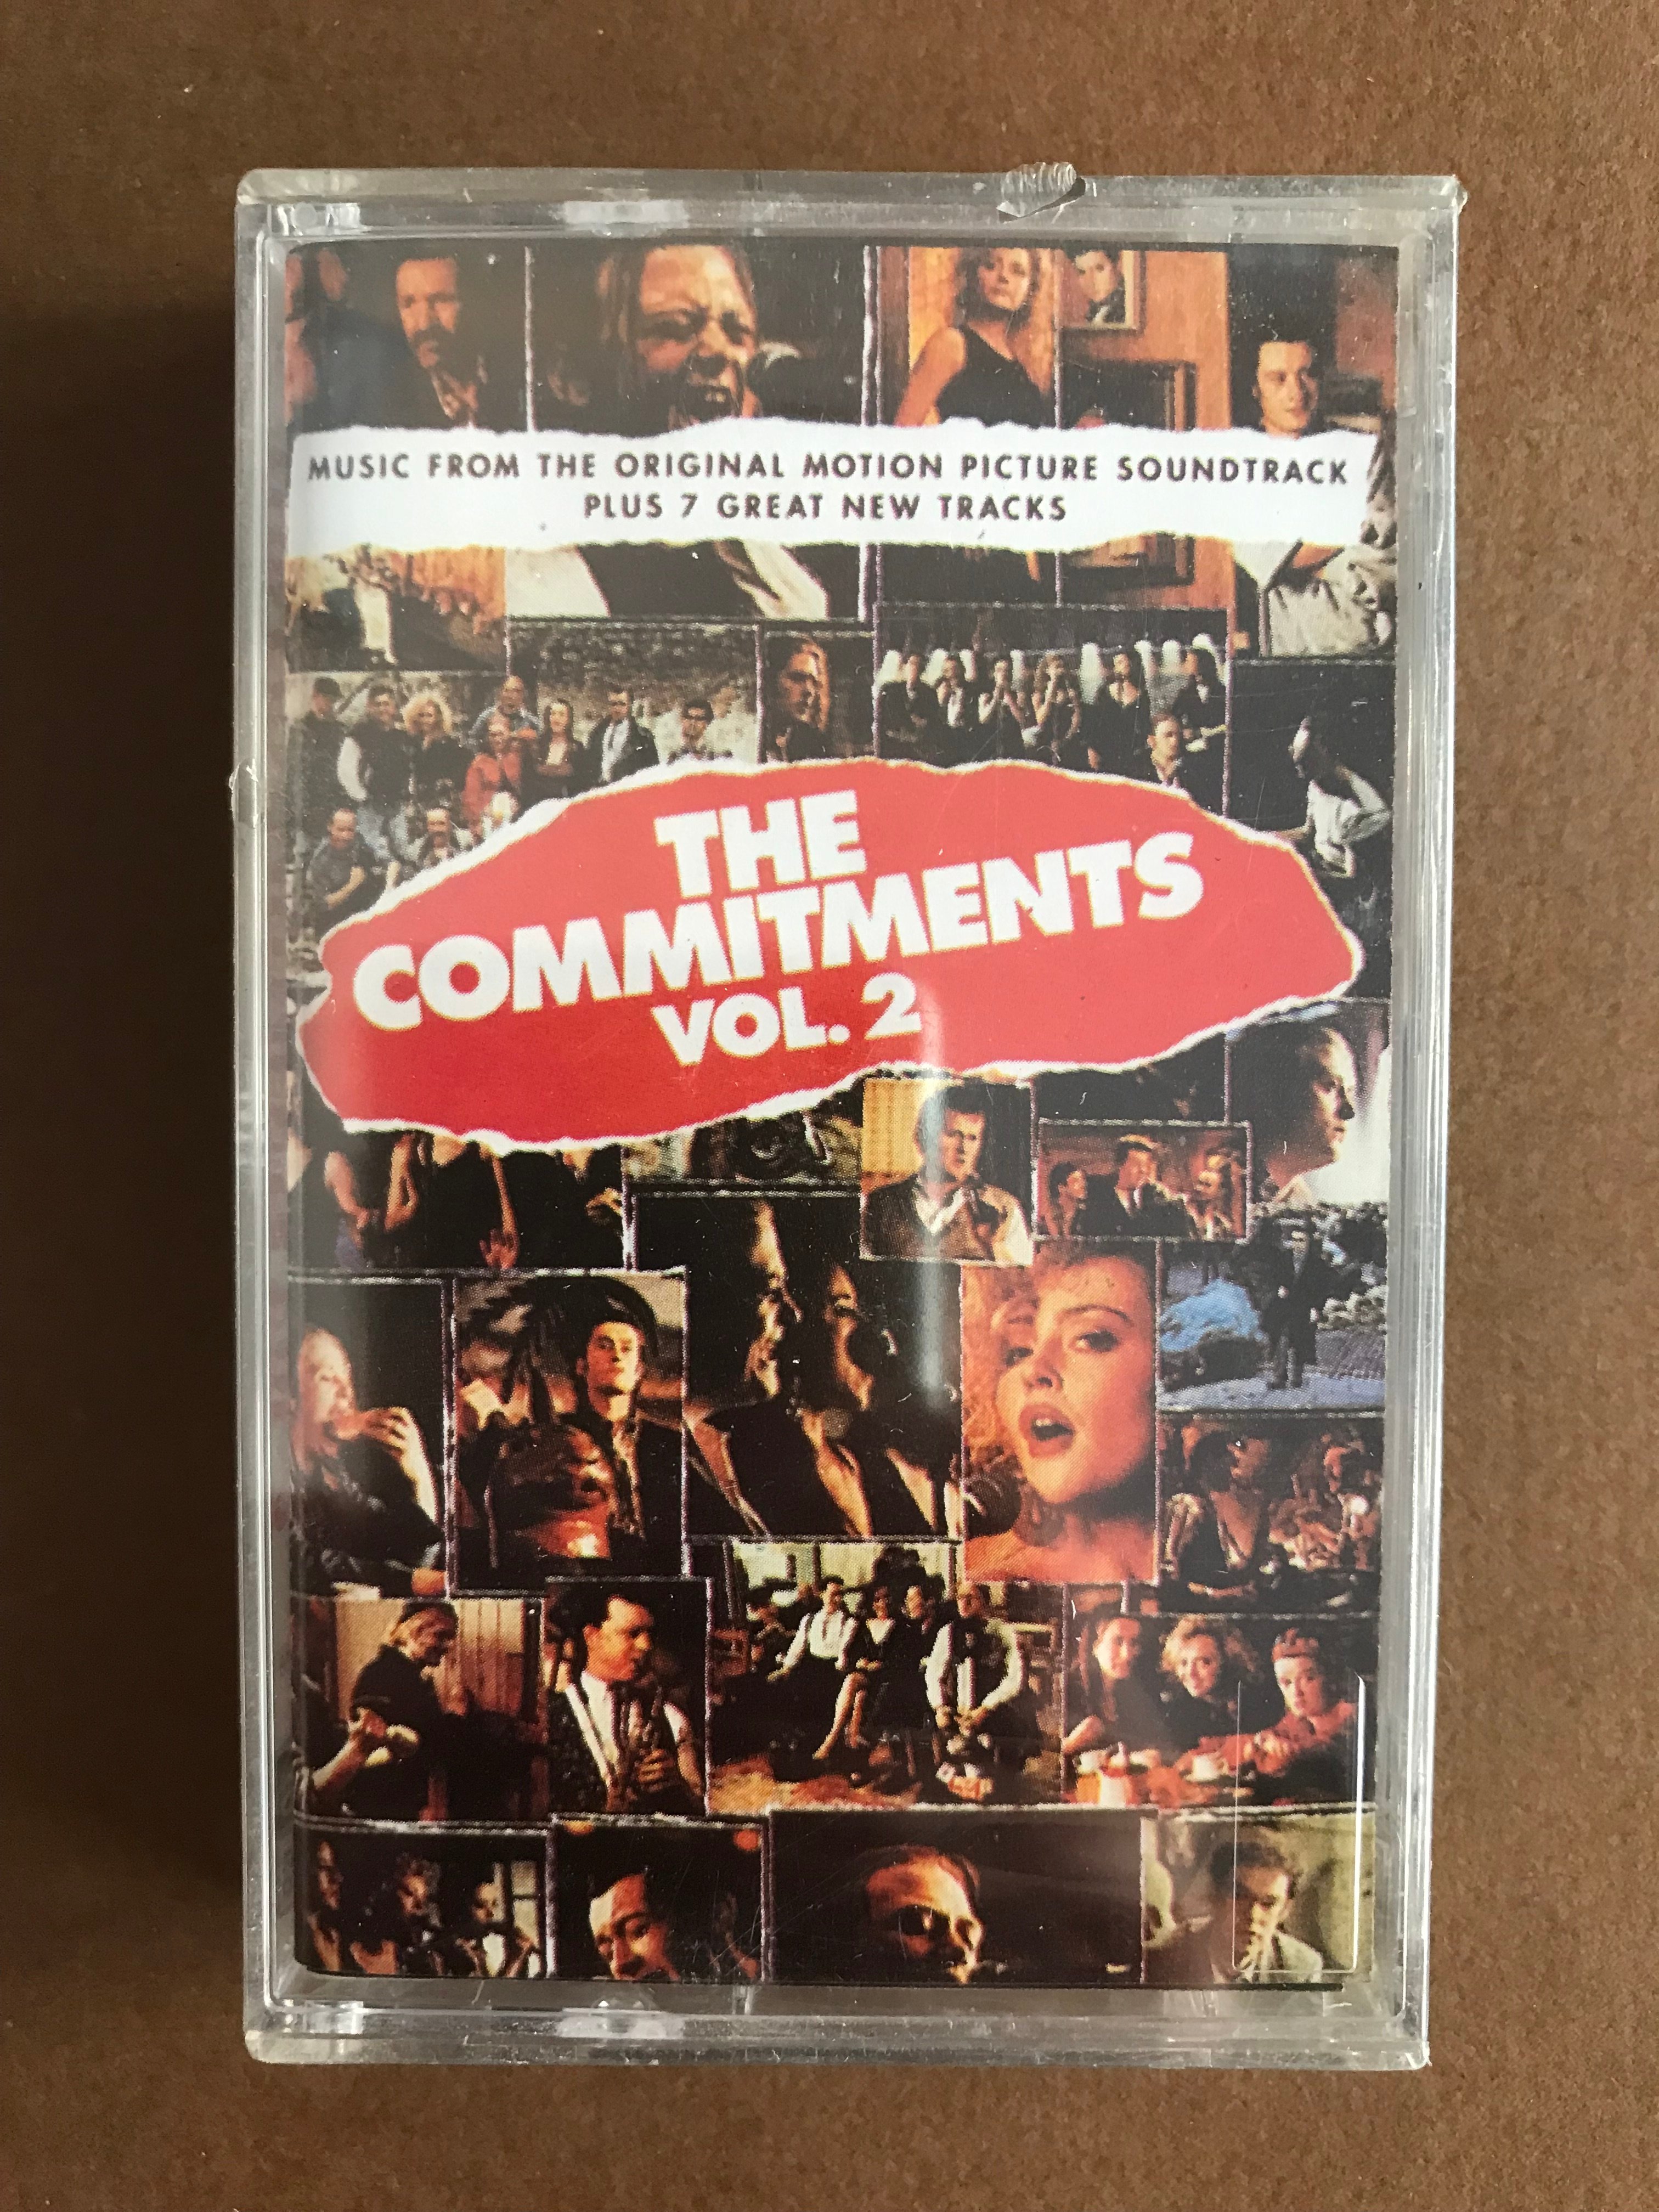 MUSIC FROM THE ORIGINAL MOTION PICTURE SOUNDTRACK
PLUS 7 GREAT NEW TRACKS
THE
COMMITMENTS
VOL. 2